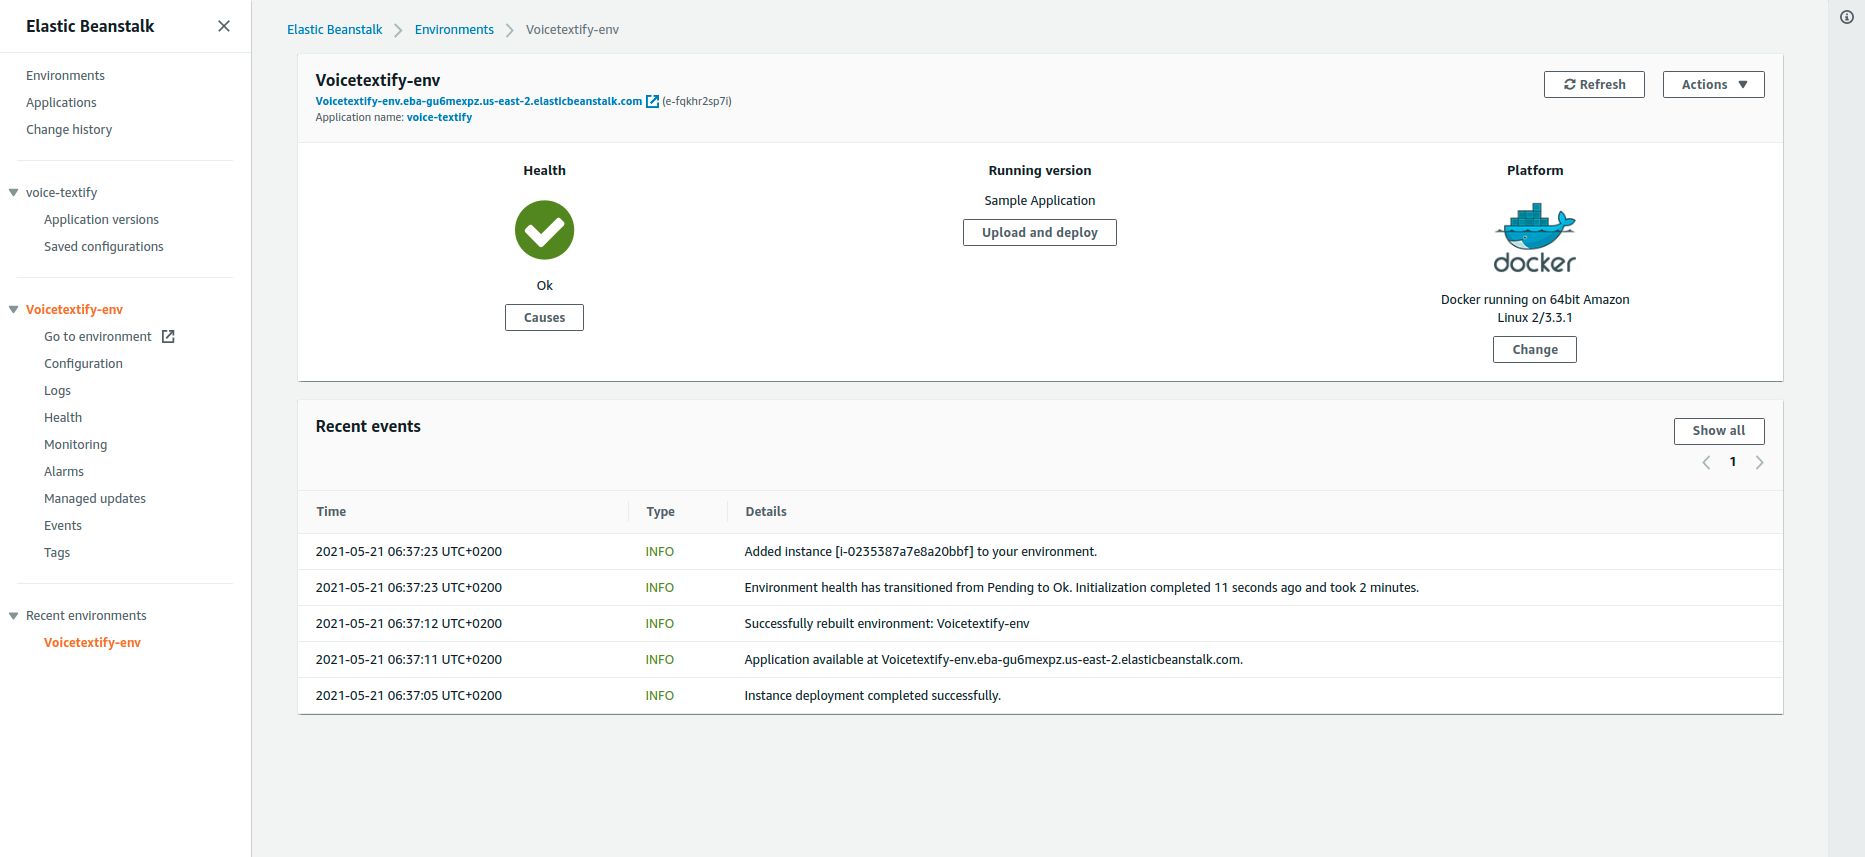 Elastic Beanstalk
Environments
Applications
Change history
voice-textify
Application versions
Saved configurations
Voicetextify-env
Go to environment
Configuration
Logs
Health
Monitoring
Alarms
Managed updates
Events
Tags
Recent environments
Voicetextify-env
Elastic Beanstalk Environments Voicetextify-env
Voicetextify-env
Voicetextify-env.eba-gu6mexpz.us-east-2.elasticbeanstalk.com (e-fqkhr2sp7i)
Application name: voice-textify
Refresh Actions
Health
Ok
Causes
Running version
Sample Application
Upload and deploy
Platform
docker
Docker running on 64bit Amazon
Linux 2/3.3.1
Change
Recent events
Show all
1
Time Type Details
2021-05-21 06:37:23 UTC+0200 INFO Added instance [i-0235387a7e8a20bbf] to your environment.
2021-05-21 06:37:23 UTC+0200 INFO Environment health has transitioned from Pending to Ok. Initialization completed 11 seconds ago and took 2 minutes.
2021-05-21 06:37:12 UTC+0200 INFO Successfully rebuilt environment: Voicetextify-env
2021-05-21 06:37:11 UTC+0200 INFO Application available at Voicetextify-env.eba-gu6mexpz.us-east-2.elasticbeanstalk.com.
2021-05-21 06:37:05 UTC+0200 INFO Instance deployment completed successfully.